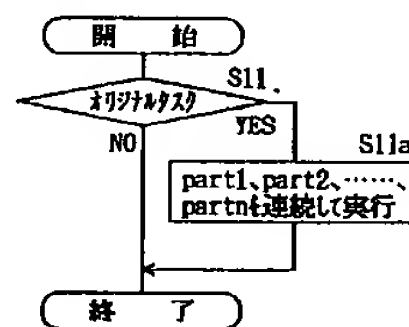 開 始
S11
オリジナルタスク
YES
NO
S11a
part1、part2、……、
partnを連続して実行
終 了